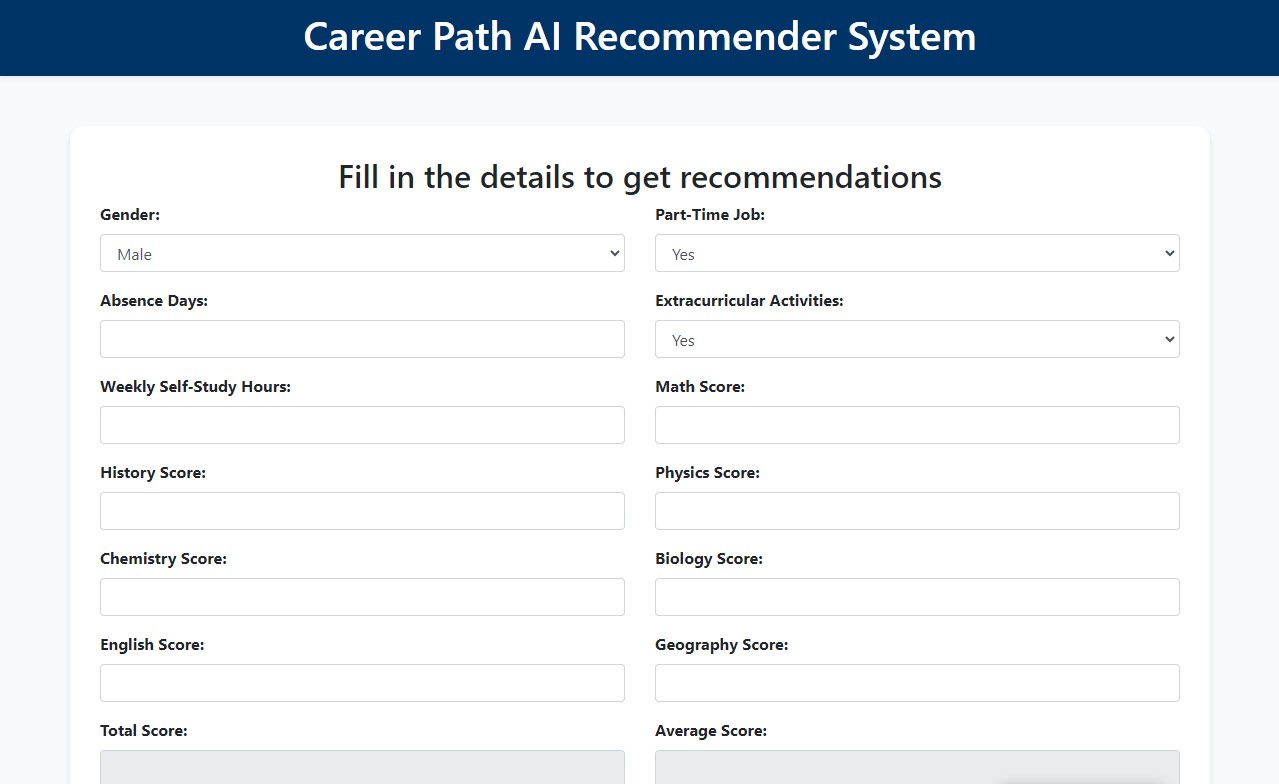 Career Path AI Recommender System
Fill in the details to get recommendations
Gender: Part-Time Job:
Male Yes
Absence Days: Extracurricular Activities:
Yes
Weekly Self-Study Hours: Math Score:
History Score: Physics Score:
Chemistry Score: Biology Score:
English Score: Geography Score:
Total Score: Average Score: